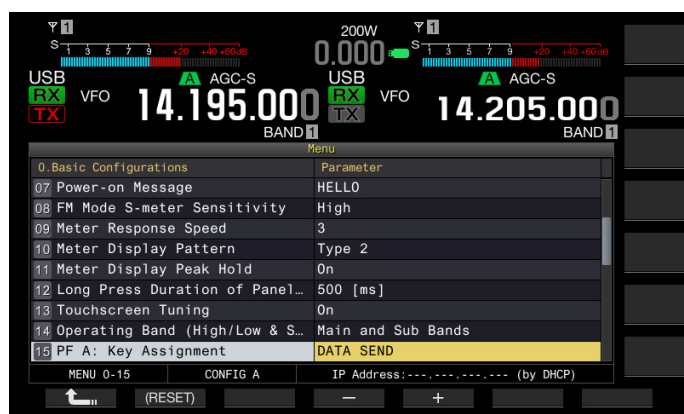 1 200W 1
S 1 3 5 7 9 +20 +40 +60dB 0.000 S 1 3 5 7 9 +20 +40 +60dB
USB A AGC-S USB A AGC-S
RX VFO 14.195.000 RX VFO 14.205.000
TX TX
BAND 1 BAND 1
Menu
0.Basic Configurations Parameter
07 Power-on Message HELLO
08 FM Mode S-meter Sensitivity High
09 Meter Response Speed 3
10 Meter Display Pattern Type 2
11 Meter Display Peak Hold On
12 Long Press Duration of Panel… 500 [ms]
13 Touchscreen Tuning On
14 Operating Band (High/Low & S… Main and Sub Bands
15 PF A: Key Assignment DATA SEND
MENU 0-15 CONFIG A IP Address:---.---.---.--- (by DHCP)
(RESET) − +